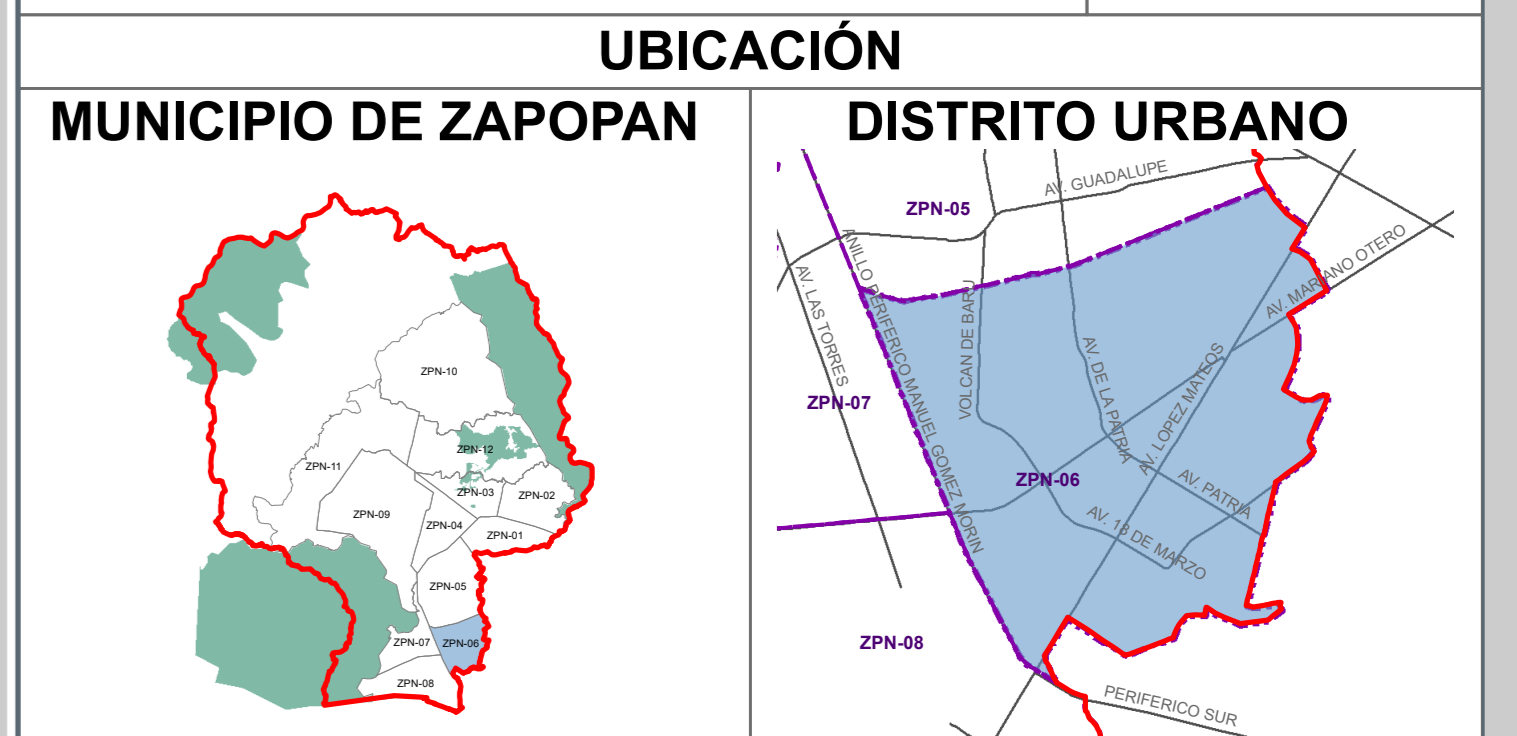 UBICACIÓN
MUNICIPIO DE ZAPOPAN
ZPN-10
ZPN-12
ZPN-11
ZPN-03
ZPN-02
ZPN-09
ZPN-04
ZPN-01
ZPN-05
ZPN-07
ZPN-06
ZPN-08
DISTRITO URBANO
AV. GUADALUPE
ZPN-05
ANILLO PERIFERICO MANUEL GOMEZ MORIN
AV. MARIANO OTERO
AV. LAS TORRES
VOLCAN DE BARU
AV. DE LA PATRIA
AV. LOPEZ MATEOS
ZPN-07
ZPN-06
AV. PATRIA
AV. 18 DE MARZO
ZPN-08
PERIFERICO SUR